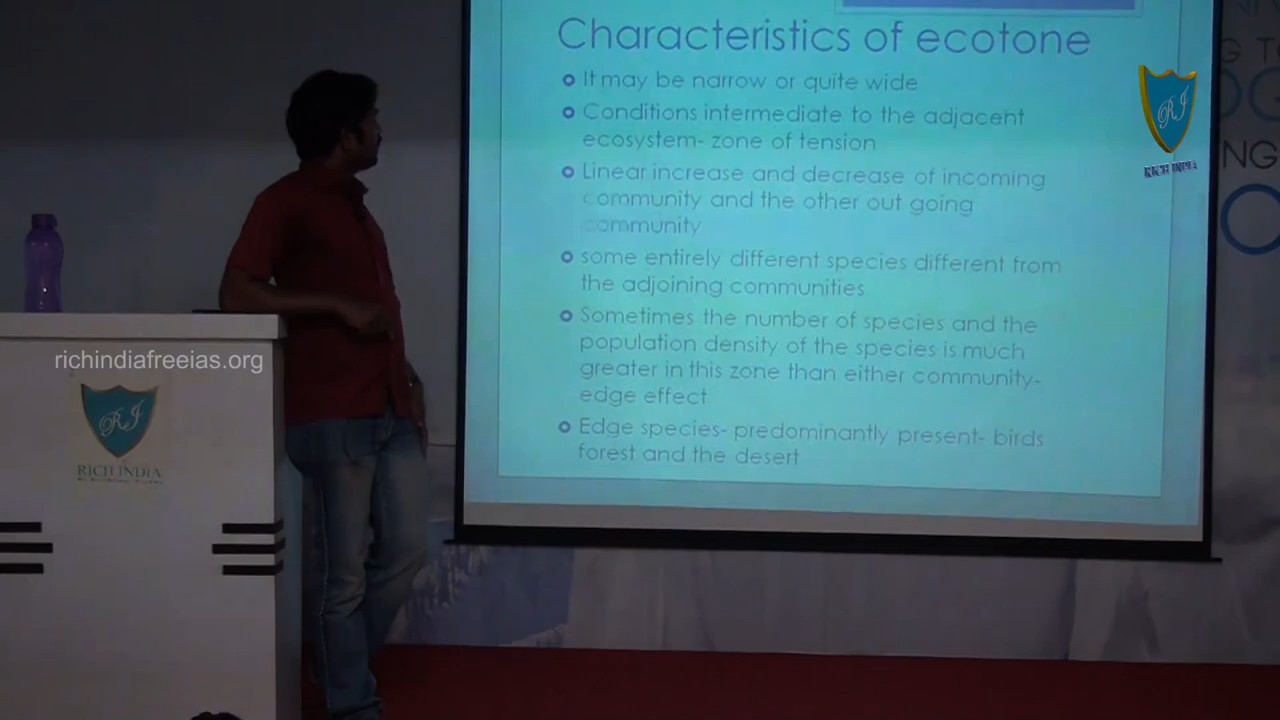 Characteristics of ecotone
It may be narrow or quite wide
Conditions intermediate to the adjacent
ecosystem- zone of tension
Linear increase and decrease of incoming
community and the other out going
community
some entirely different species different from
the adjoining communities
Sometimes the number of species and the
population density of the species is much
greater in this zone than either community-
edge effect
Edge species- predominantly present- birds
forest and the desert
RJ
RICH INDIA
richindiafreeias.org
RJ
RICH INDIA